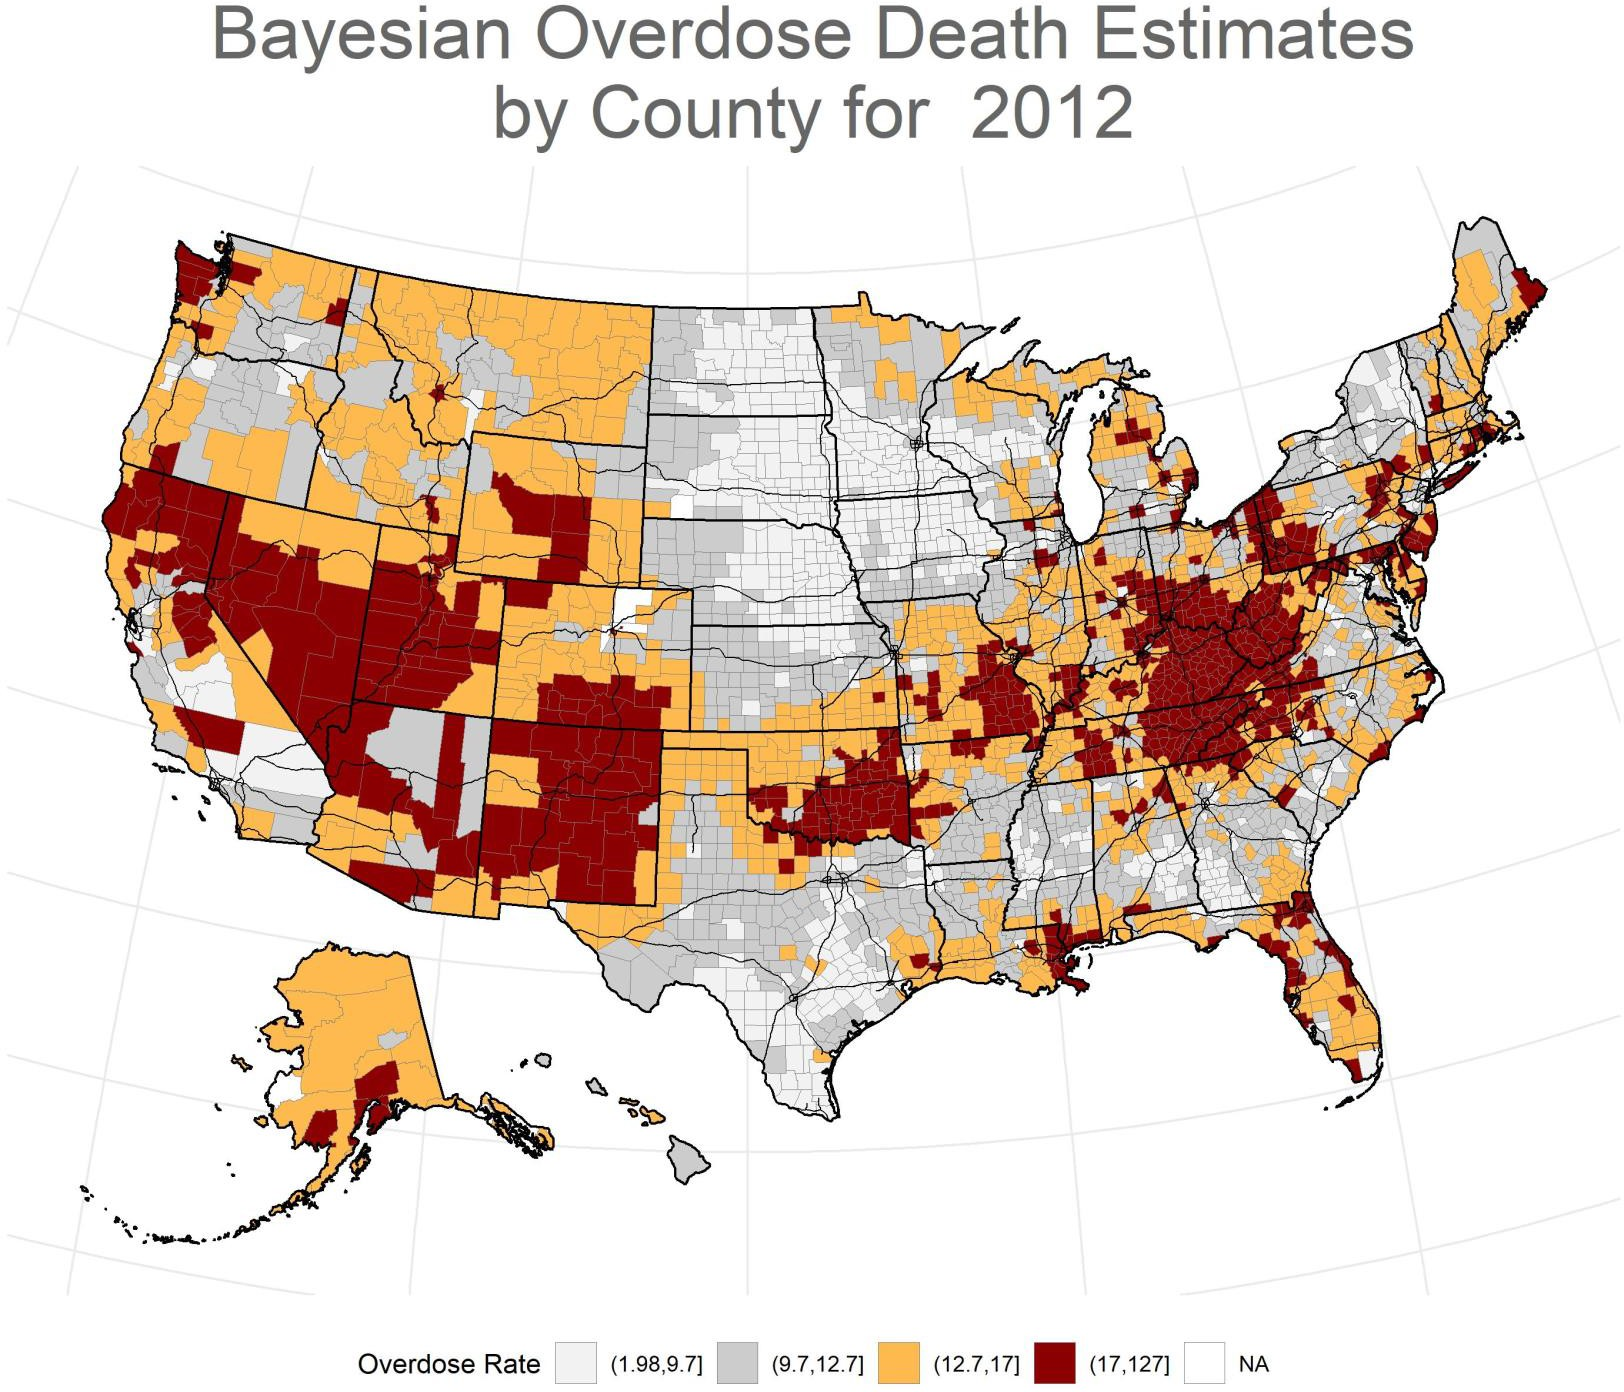 Bayesian Overdose Death Estimates
by County for 2012
Overdose Rate (1.98,9.7] (9.7,12.7] (12.7,17] (17,127] NA